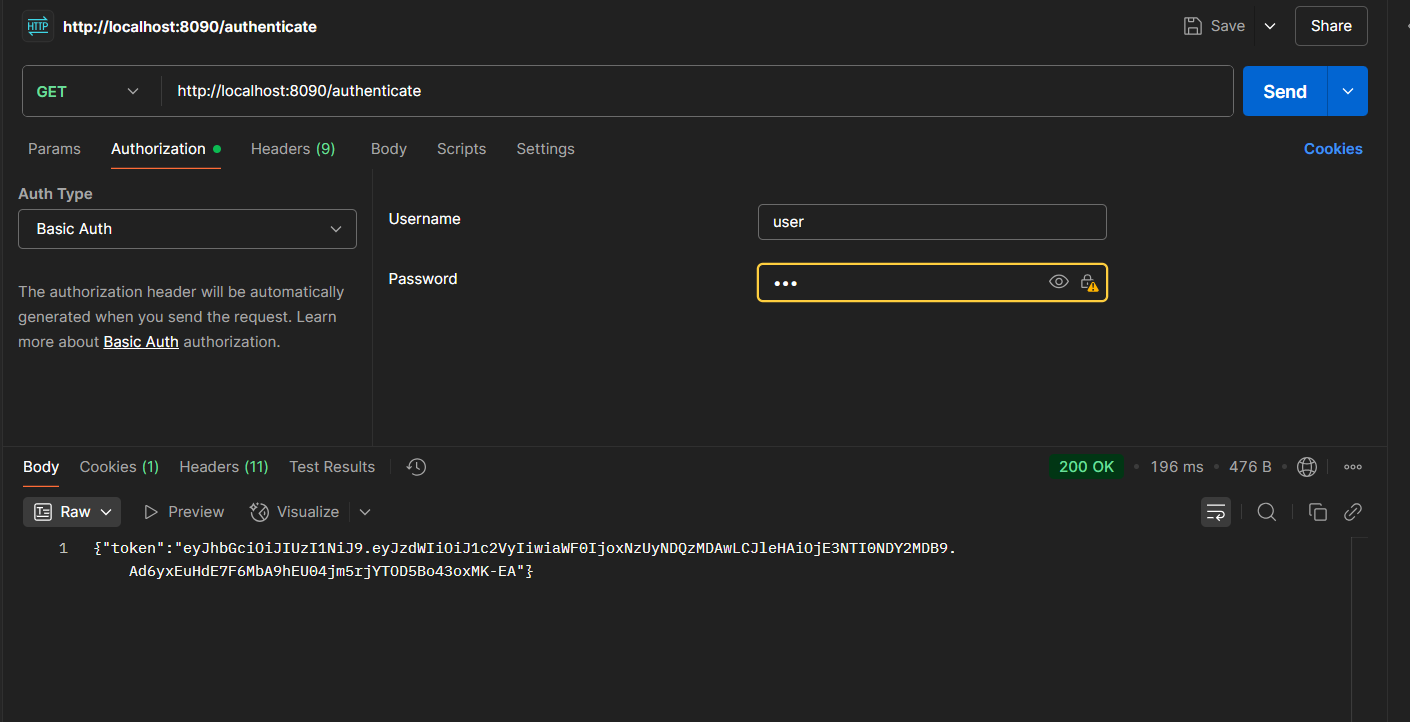 HTTP http://localhost:8090/authenticate Save Share
GET http://localhost:8090/authenticate Send
Params Authorization Headers (9) Body Scripts Settings Cookies
Auth Type
Basic Auth
The authorization header will be automatically
generated when you send the request. Learn
more about Basic Auth authorization.
Username user
Password •••
Body Cookies (1) Headers (11) Test Results 200 OK • 196 ms • 476 B •
Raw Preview Visualize
1 {"token":"eyJhbGciOiJIUzI1NiJ9.eyJzdWIiOiJ1c2VyIiwiaWF0IjoxNzUyNDQzMDAwLCJleHAiOjE3NTI0NDY2MDB9.
Ad6yxEuHdE7F6MbA9hEU04jm5rjYTOD5Bo43oxMK-EA"}